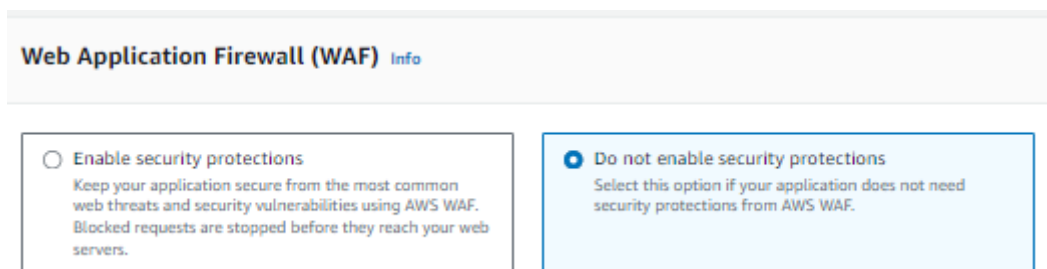 Web Application Firewall (WAF) Info
Enable security protections
Keep your application secure from the most common
web threats and security vulnerabilities using AWS WAF.
Blocked requests are stopped before they reach your web
servers.
Do not enable security protections
Select this option if your application does not need
security protections from AWS WAF.